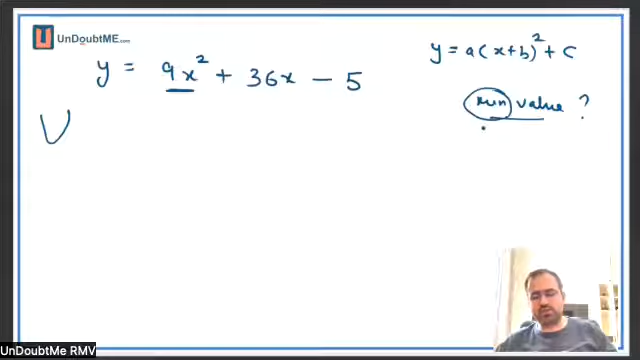 UnDoubtME.com
y = 9x² + 36x - 5
y = a(x+b)² + c
min value ?
UnDoubtMe RMV